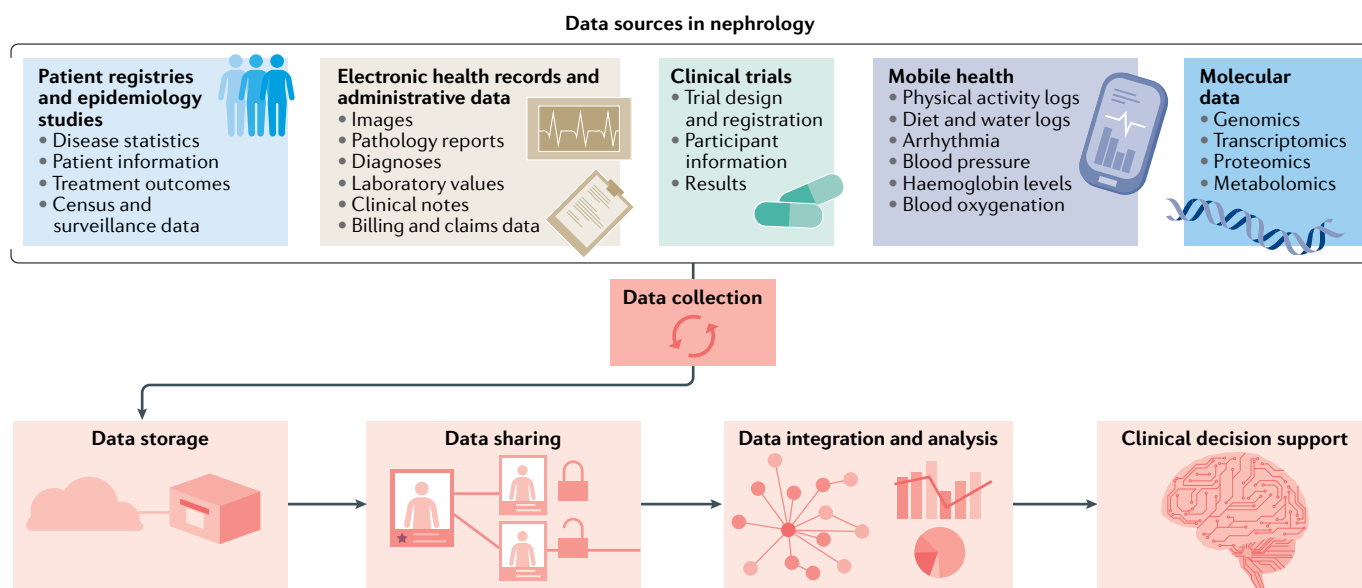 Data sources in nephrology
Patient registries
and epidemiology
studies
• Disease statistics
• Patient information
• Treatment outcomes
• Census and
surveillance data
Electronic health records and
administrative data
• Images
• Pathology reports
• Diagnoses
• Laboratory values
• Clinical notes
• Billing and claims data
Clinical trials
• Trial design
and registration
• Participant
information
• Results
Mobile health
• Physical activity logs
• Diet and water logs
• Arrhythmia
• Blood pressure
• Haemoglobin levels
• Blood oxygenation
Molecular
data
• Genomics
• Transcriptomics
• Proteomics
• Metabolomics
Data collection
Data storage
Data sharing
Data integration and analysis
Clinical decision support